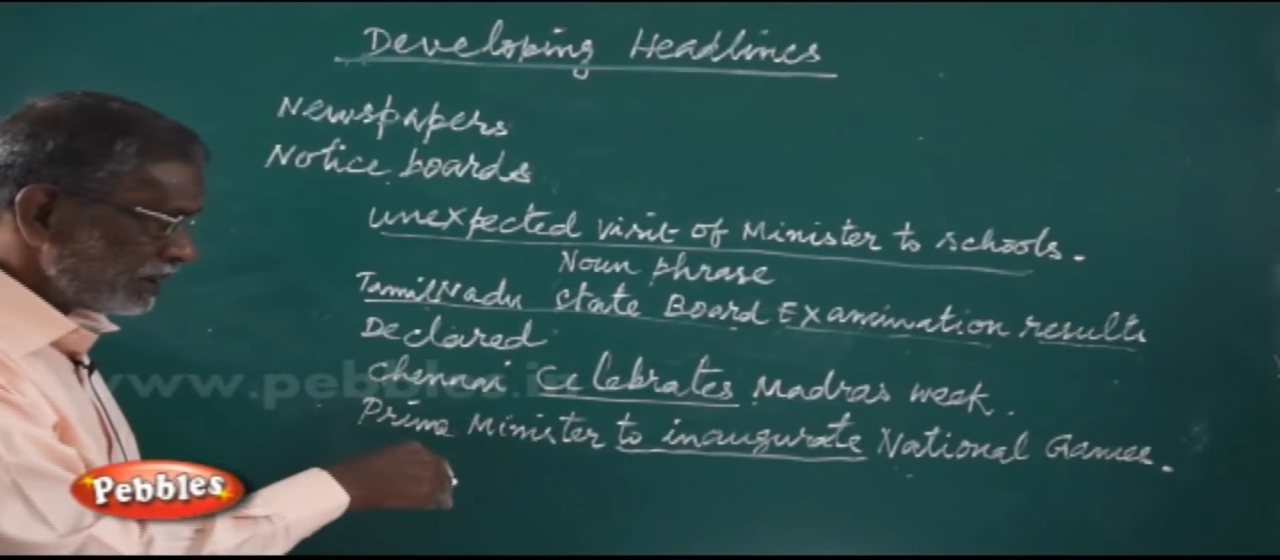 Developing Headlines
Newspapers
Notice boards
unexpected visit of Minister to schools.
Noun phrase
TamilNadu state Board Examination results
Declared
Chennai Celebrates Madras week.
Prime Minister to inaugurate National Games.
www.pebbles.in
Pebbles